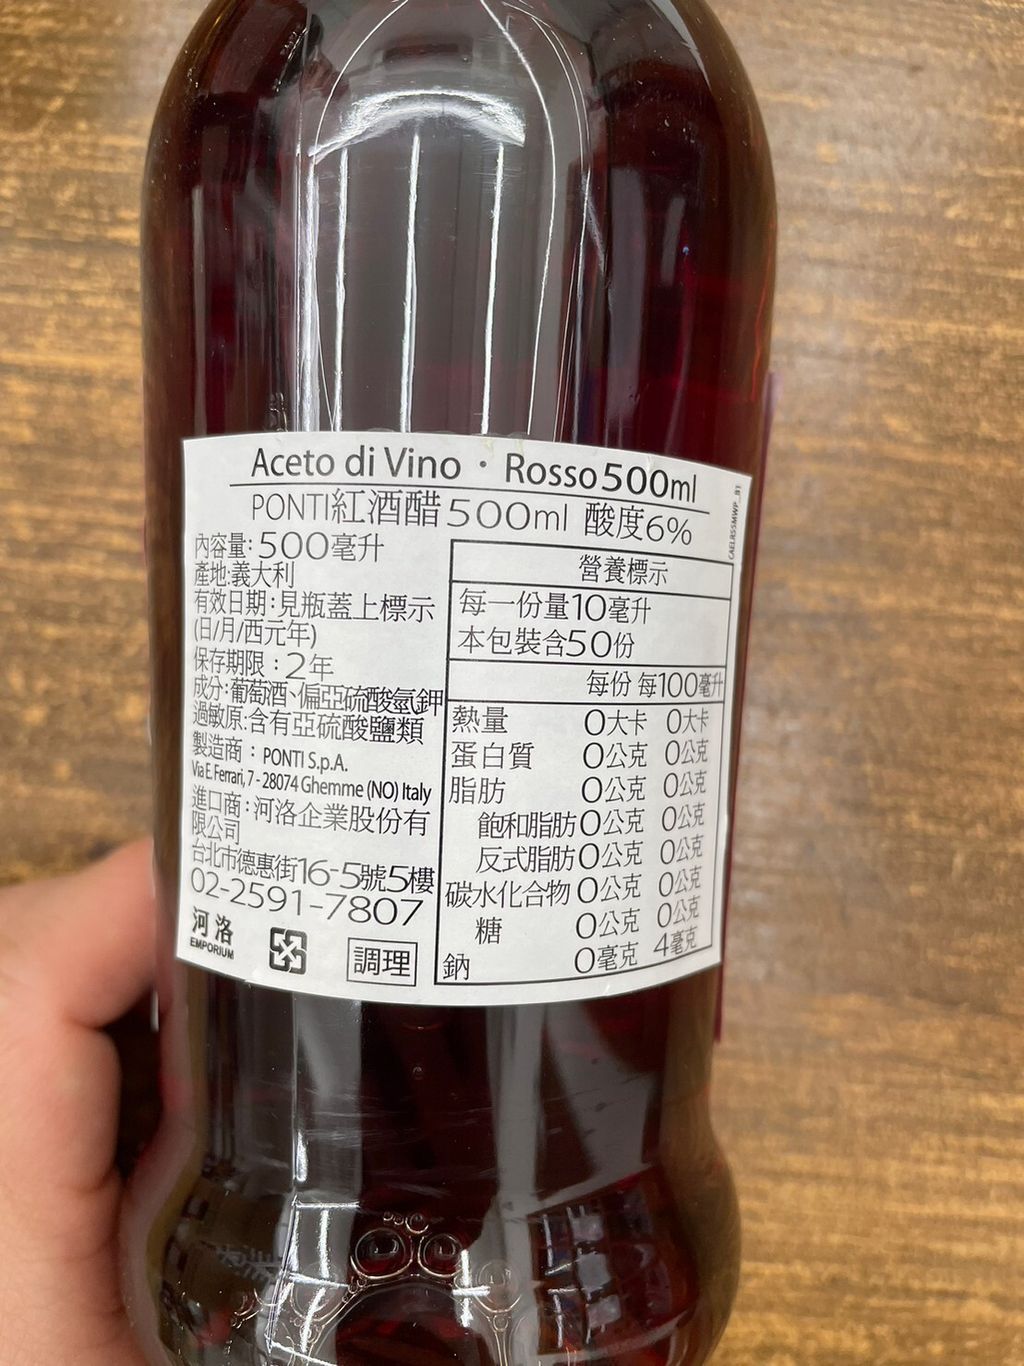 Aceto di Vino・Rosso 500ml
PONTI紅酒醋500ml 酸度6%
內容量:500毫升
產地:義大利
有效日期:見瓶蓋上標示
(日/月/西元年)
保存期限：2年
成分:葡萄酒、偏亞硫酸氫鉀
過敏原:含有亞硫酸鹽類
製造商：PONTI S.p.A.
Via E. Ferrari, 7 - 28074 Ghemme (NO) Italy
進口商:河洛企業股份有
限公司
台北市德惠街16-5號5樓
02-2591-7807
河洛
EMPORIUM
調理
營養標示
每一份量10毫升
本包裝含50份
每份 每100毫升
熱量 0大卡 0大卡
蛋白質 0公克 0公克
脂肪 0公克 0公克
飽和脂肪 0公克 0公克
反式脂肪 0公克 0公克
碳水化合物 0公克 0公克
糖 0公克 0公克
鈉 0毫克 4毫克